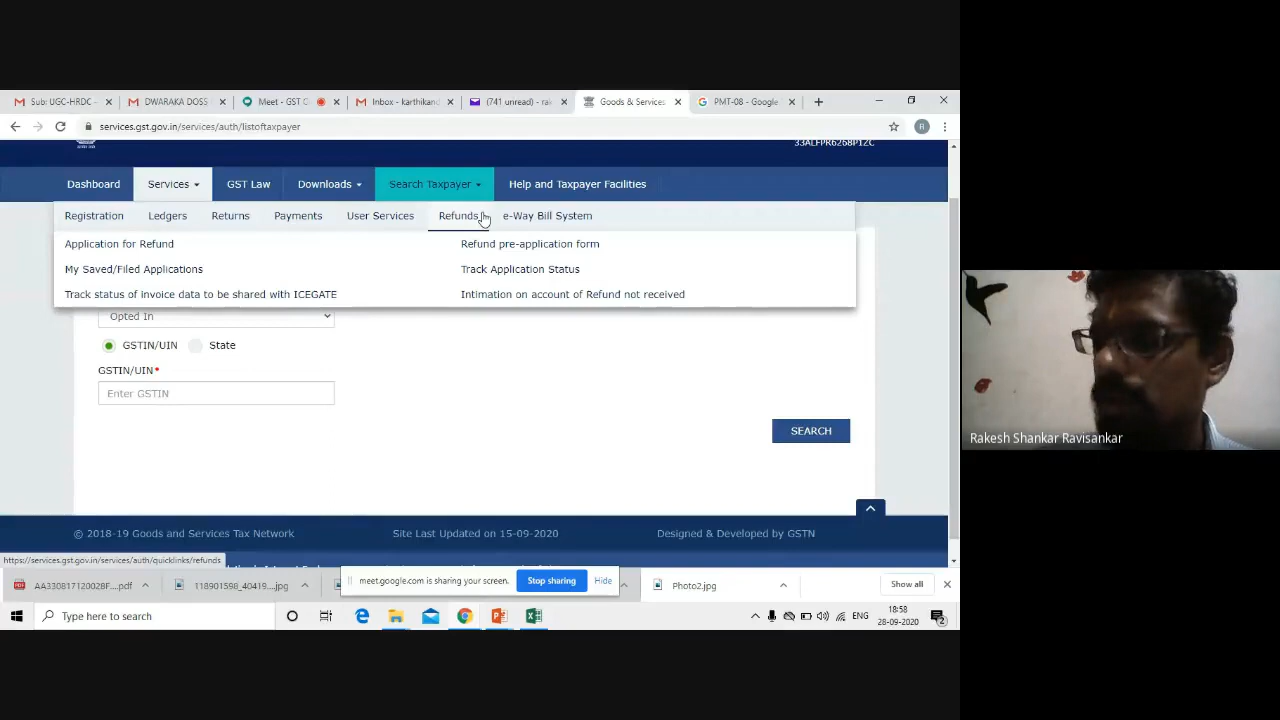 Sub: UGC-HRDC -
DWARAKA DOSS
Meet - GST C
Inbox - karthikand
(741 unread) - rak
Goods & Services
PMT-08 - Google
services.gst.gov.in/services/auth/listoftaxpayer
33ALFPR6268P1ZC
Dashboard
Services
GST Law
Downloads
Search Taxpayer
Help and Taxpayer Facilities
Registration
Ledgers
Returns
Payments
User Services
Refunds
e-Way Bill System
Application for Refund
Refund pre-application form
My Saved/Filed Applications
Track Application Status
Track status of invoice data to be shared with ICEGATE
Intimation on account of Refund not received
Opted In
GSTIN/UIN
State
GSTIN/UIN*
Enter GSTIN
SEARCH
Rakesh Shankar Ravisankar
© 2018-19 Goods and Services Tax Network
Site Last Updated on 15-09-2020
Designed & Developed by GSTN
https://services.gst.gov.in/services/auth/quicklinks/refunds
AA330817120028F....pdf
118901598_40419...jpg
meet.google.com is sharing your screen.
Stop sharing
Hide
Photo2.jpg
Show all
Type here to search
ENG
18:58
28-09-2020
2